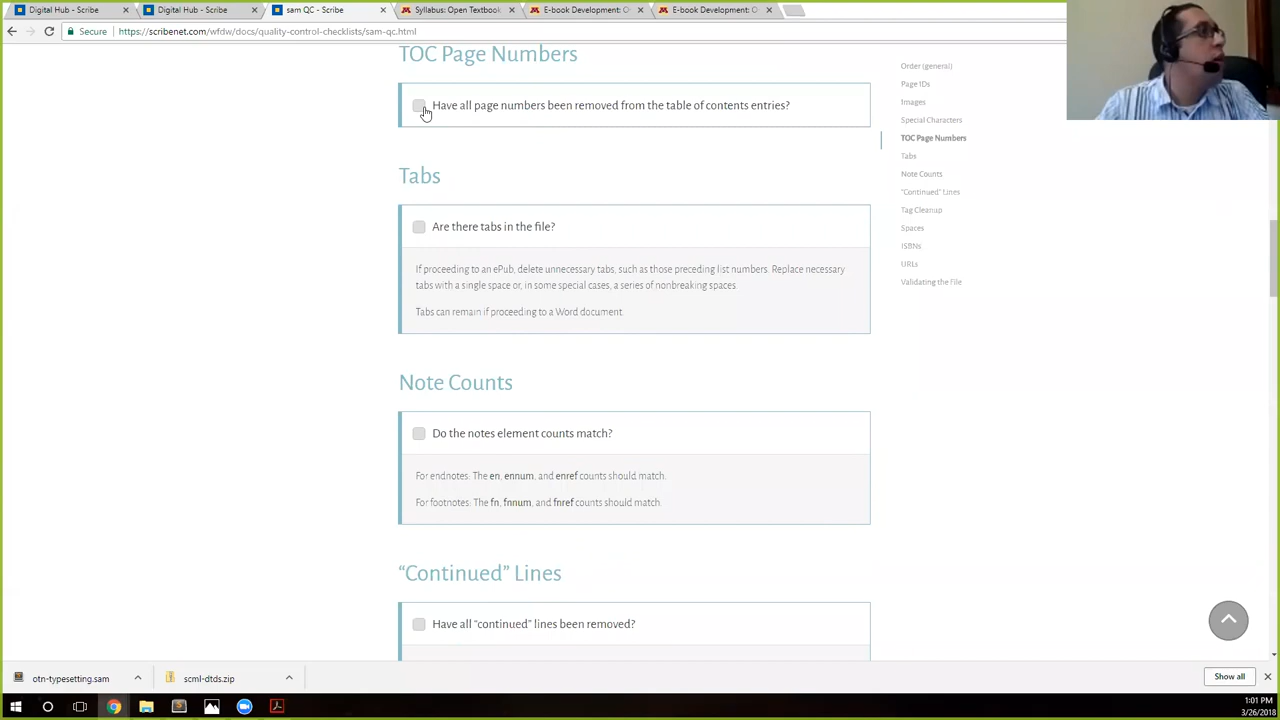 Digital Hub - Scribe
Digital Hub - Scribe
sam QC - Scribe
Syllabus: Open Textbook
E-book Development: O
E-book Development: O
Secure
https://scribenet.com/wfdw/docs/quality-control-checklists/sam-qc.html
TOC Page Numbers
Have all page numbers been removed from the table of contents entries?
Tabs
Are there tabs in the file?
If proceeding to an ePub, delete unnecessary tabs, such as those preceding list numbers. Replace necessary
tabs with a single space or, in some special cases, a series of nonbreaking spaces.
Tabs can remain if proceeding to a Word document.
Note Counts
Do the notes element counts match?
For endnotes: The en, ennum, and enref counts should match.
For footnotes: The fn, fnnum, and fnref counts should match.
“Continued” Lines
Have all “continued” lines been removed?
Order (general)
Page IDs
Images
Special Characters
TOC Page Numbers
Tabs
Note Counts
“Continued” Lines
Tag Cleanup
Spaces
ISBNs
URLs
Validating the File
otn-typesetting.sam
scml-dtds.zip
Show all
1:01 PM
3/26/2018